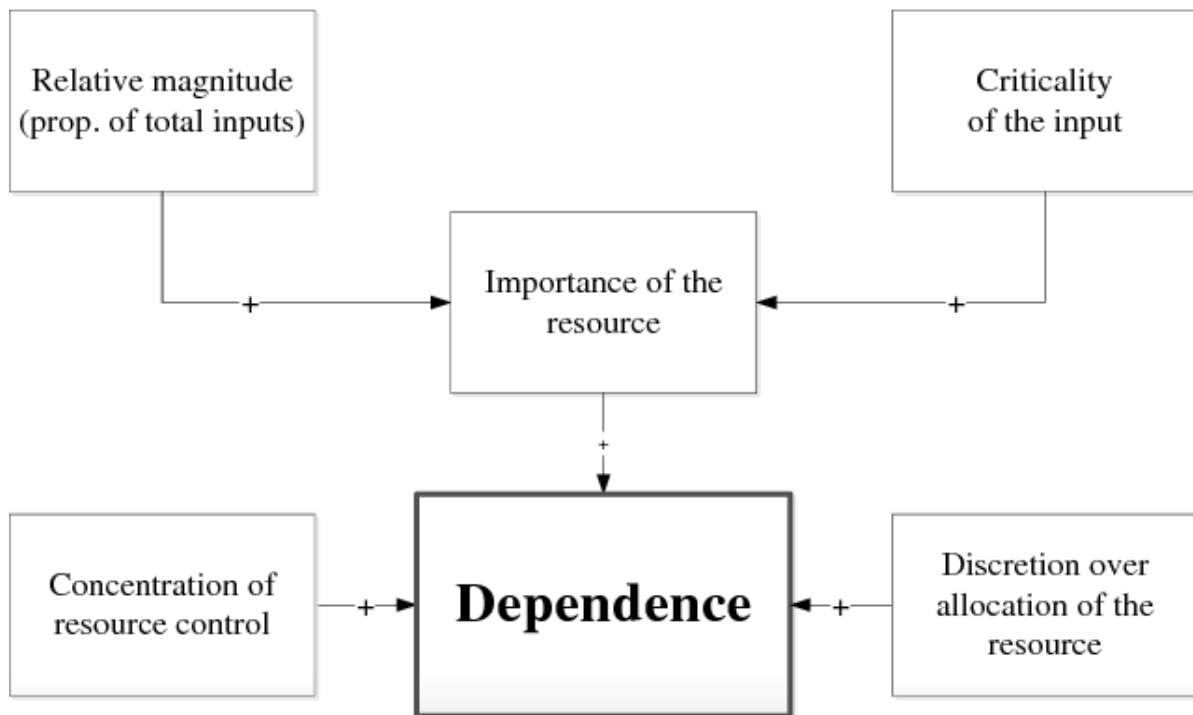 Relative magnitude
(prop. of total inputs)
Criticality
of the input
+
+
Importance of the
resource
+
Concentration of
resource control
+
Dependence
+
Discretion over
allocation of the
resource